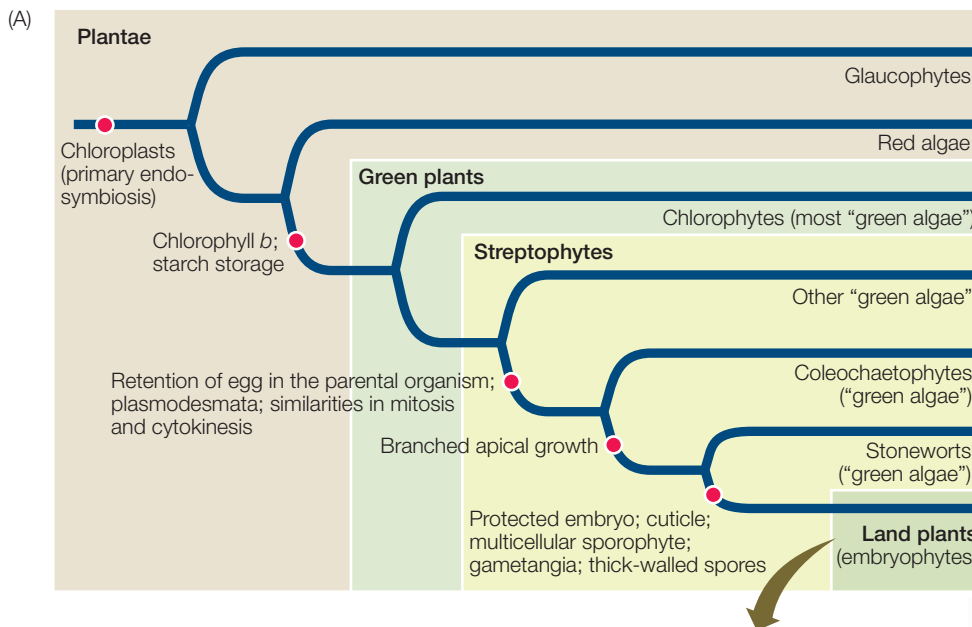 (A)
Plantae
Glaucophytes
Red algae
Chloroplasts
(primary endo-
symbiosis)
Green plants
Chlorophytes (most “green algae”)
Chlorophyll b;
starch storage
Streptophytes
Other “green algae”
Retention of egg in the parental organism;
plasmodesmata; similarities in mitosis
and cytokinesis
Coleochaetophytes
(“green algae”)
Branched apical growth
Stoneworts
(“green algae”)
Protected embryo; cuticle;
multicellular sporophyte;
gametangia; thick-walled spores
Land plants
(embryophytes